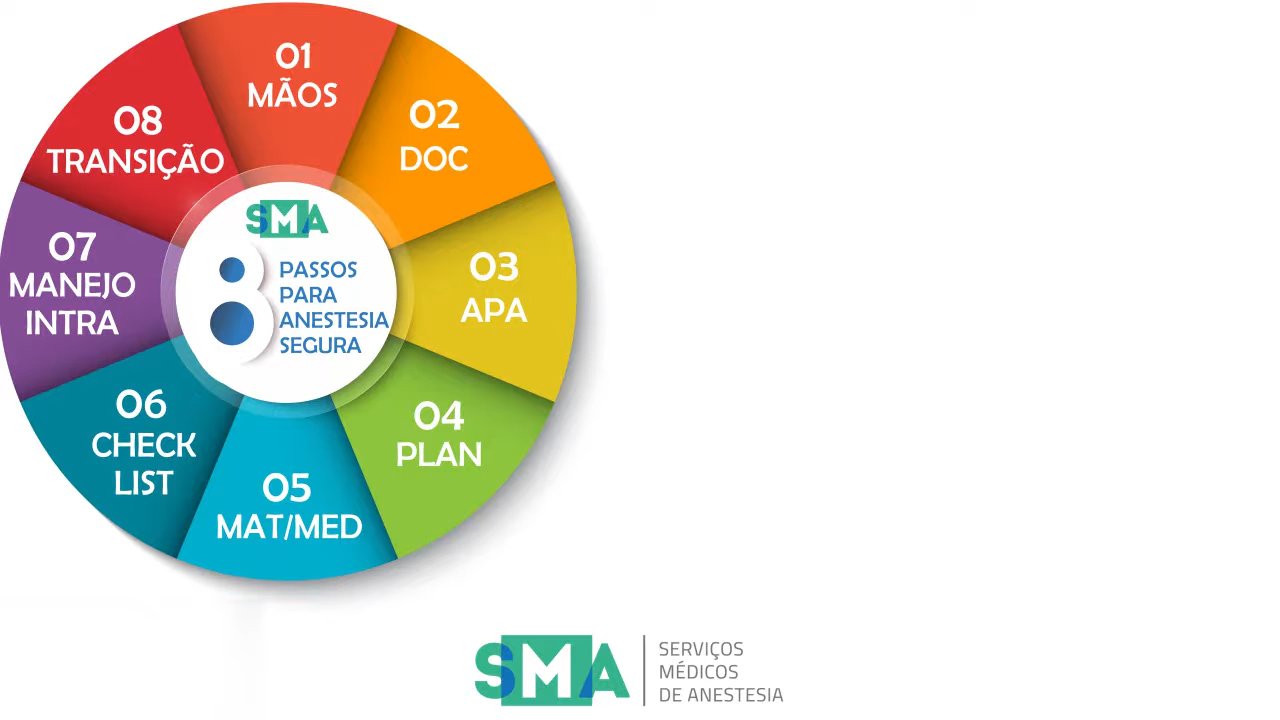 01
MÃOS
02
DOC
03
APA
04
PLAN
05
MAT/MED
06
CHECK
LIST
07
MANEJO
INTRA
08
TRANSIÇÃO
SMA
8
PASSOS
PARA
ANESTESIA
SEGURA
SMA
SERVIÇOS
MÉDICOS
DE ANESTESIA